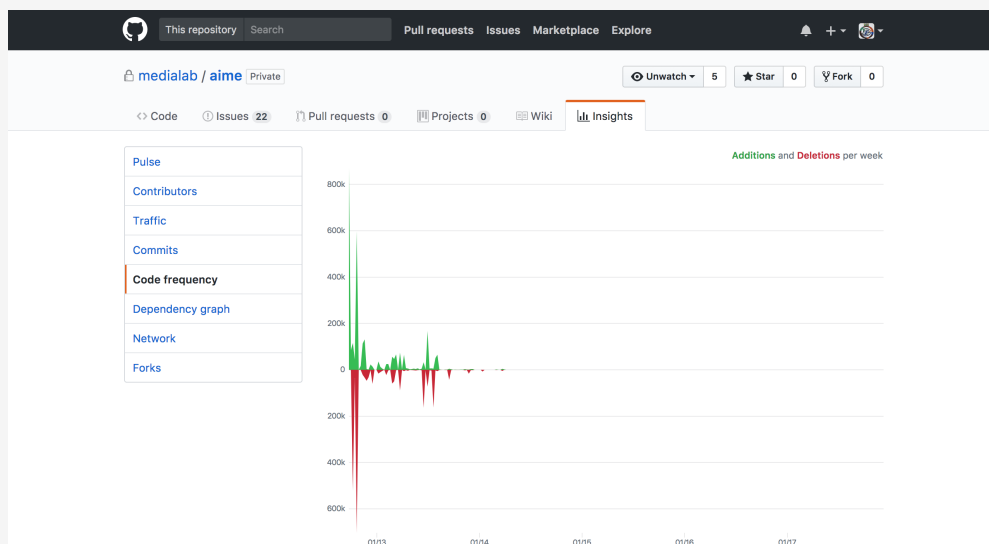 This repository Search Pull requests Issues Marketplace Explore
medialab / aime Private Unwatch 5 Star 0 Fork 0
Code Issues 22 Pull requests 0 Projects 0 Wiki Insights
Pulse
Contributors
Traffic
Commits
Code frequency
Dependency graph
Network
Forks
Additions and Deletions per week
800k
600k
400k
200k
0
200k
400k
600k
01/13 01/14 01/15 01/16 01/17